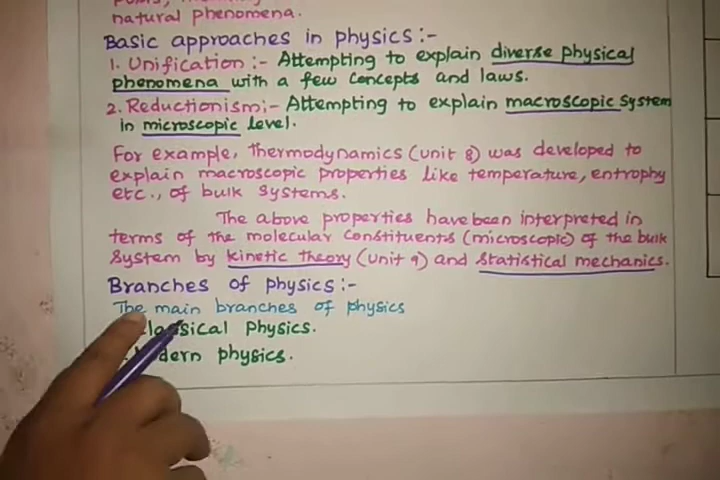 natural phenomena.
Basic approaches in physics :-
1. Unification :- Attempting to explain diverse physical
phenomena with a few concepts and laws.
2. Reductionism :- Attempting to explain macroscopic system
in microscopic level.
For example, Thermodynamics (unit 8) was developed to
explain macroscopic properties like temperature, entrophy
etc., of bulk systems.
The above properties have been interpreted in
terms of the molecular constituents (microscopic) of the bulk
system by kinetic theory (unit 9) and statistical mechanics.
Branches of physics :-
The main branches of physics
Classical Physics.
physics.